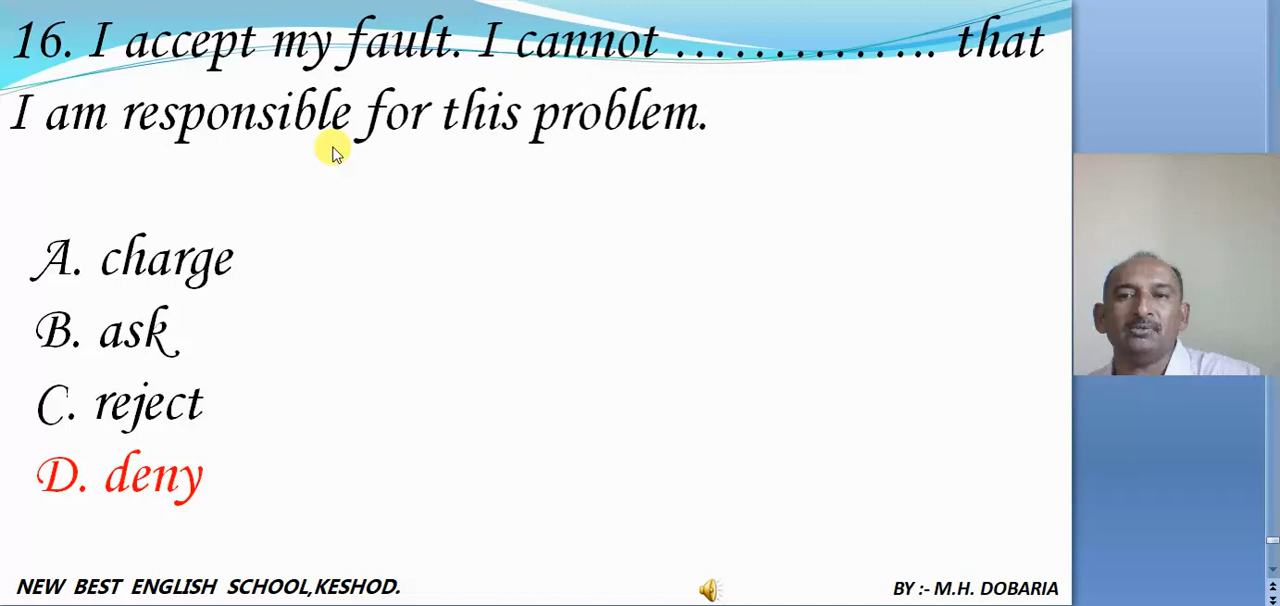 16. I accept my fault. I cannot ………………. that
I am responsible for this problem.
A. charge
B. ask
C. reject
D. deny
NEW BEST ENGLISH SCHOOL,KESHOD.
BY :- M.H. DOBARIA